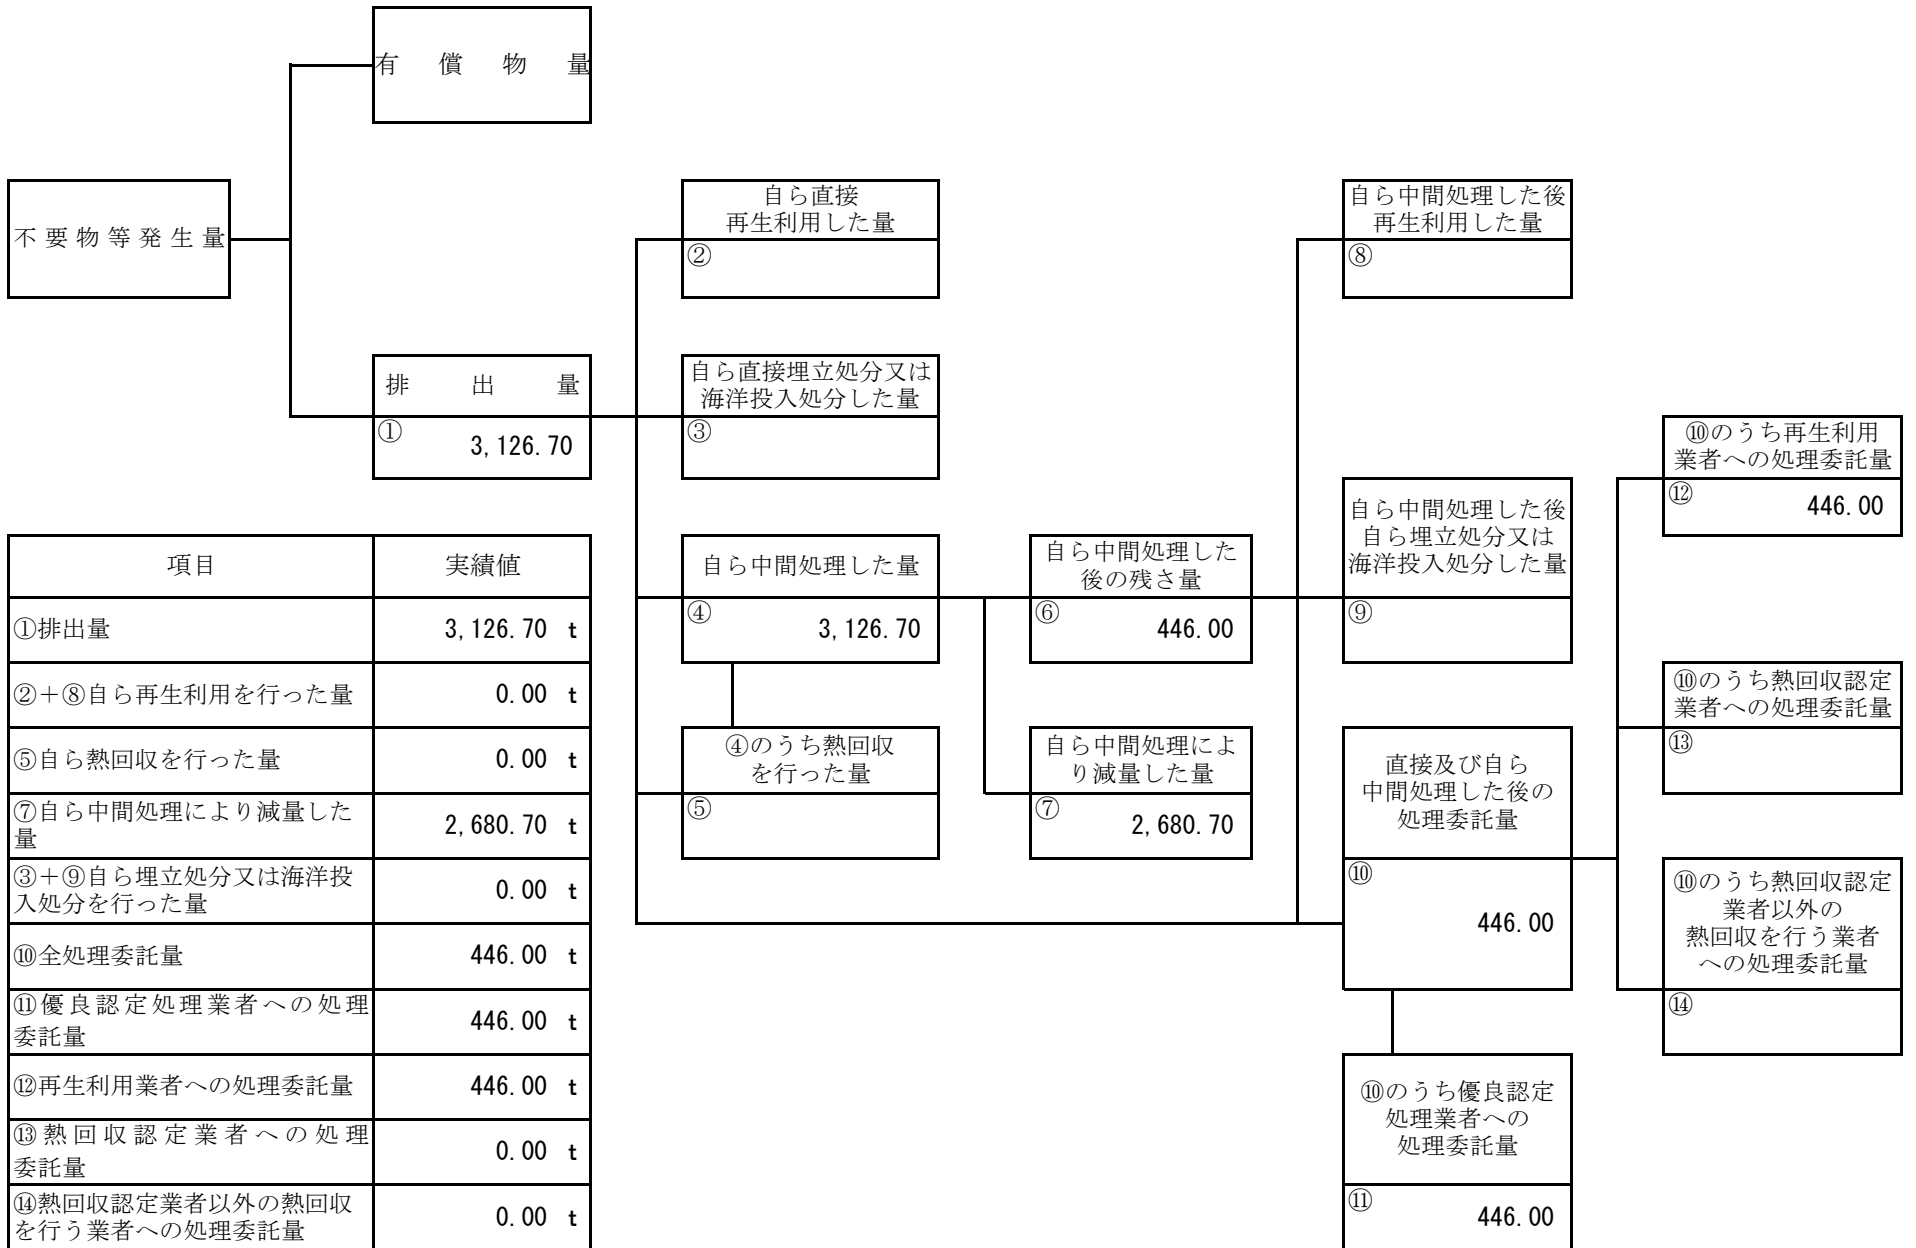 有償物量
不要物等発生量
排出量
①
3,126.70
自ら直接
再生利用した量
②
自ら直接埋立処分又は
海洋投入処分した量
③
自ら中間処理した量
④
3,126.70
④のうち熱回収
を行った量
⑤
自ら中間処理した
後の残さ量
⑥
446.00
自ら中間処理によ
り減量した量
⑦
2,680.70
自ら中間処理した後
再生利用した量
⑧
自ら中間処理した後
自ら埋立処分又は
海洋投入処分した量
⑨
直接及び自ら
中間処理した後の
処理委託量
⑩
446.00
⑩のうち優良認定
処理業者への
処理委託量
⑪
446.00
⑩のうち再生利用
業者への処理委託量
⑫
446.00
⑩のうち熱回収認定
業者への処理委託量
⑬
⑩のうち熱回収認定
業者以外の
熱回収を行う業者
への処理委託量
⑭
項目 実績値
①排出量 3,126.70 t
②+⑧自ら再生利用を行った量 0.00 t
⑤自ら熱回収を行った量 0.00 t
⑦自ら中間処理により減量した
量
2,680.70 t
③+⑨自ら埋立処分又は海洋投
入処分を行った量
0.00 t
⑩全処理委託量 446.00 t
⑪優良認定処理業者への処理
委託量
446.00 t
⑫再生利用業者への処理委託量 446.00 t
⑬熱回収認定業者への処理
委託量
0.00 t
⑭熱回収認定業者以外の熱回収
を行う業者への処理委託量
0.00 t